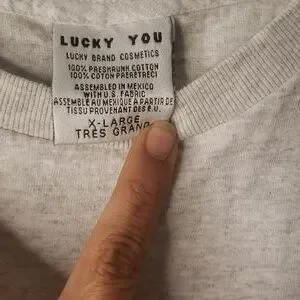 LUCKY YOU
LUCKY BRAND COSMETICS
100% PRESHRUNK COTTON
100% COTON PRERETRECI
ASSEMBLED IN MEXICO
WITH U.S. FABRIC
ASSEMBLE AU MEXIQUE A PARTIR DE
TISSU PROVENANT DES E.U.
X-LARGE
TRES GRAND